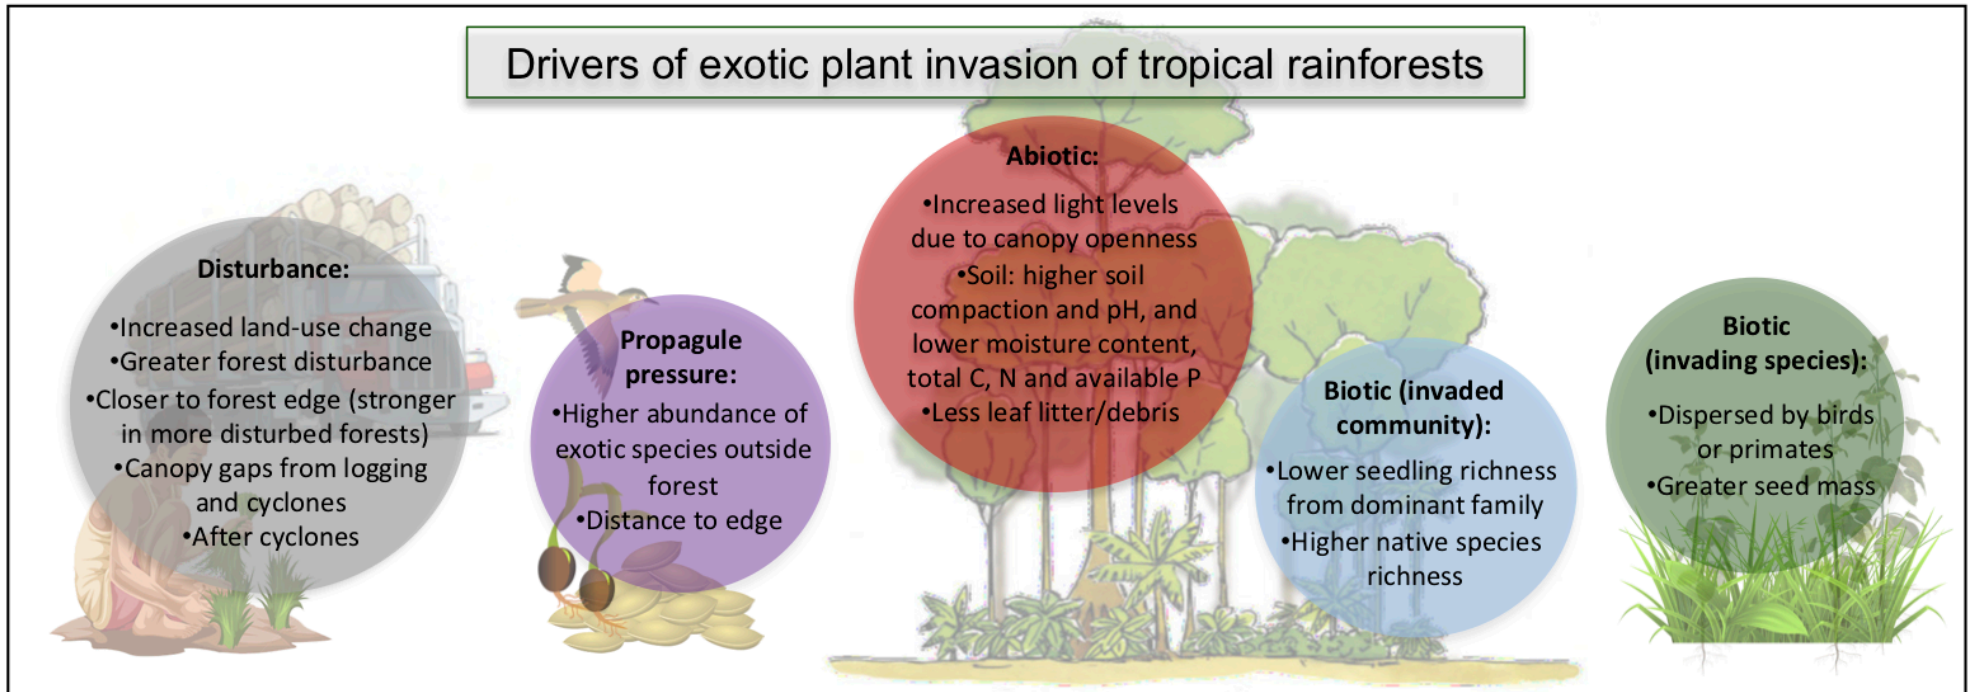 Drivers of exotic plant invasion of tropical rainforests
Disturbance:
•Increased land-use change
•Greater forest disturbance
•Closer to forest edge (stronger
in more disturbed forests)
•Canopy gaps from logging
and cyclones
•After cyclones
Propagule
pressure:
•Higher abundance of
exotic species outside
forest
•Distance to edge
Abiotic:
•Increased light levels
due to canopy openness
•Soil: higher soil
compaction and pH, and
lower moisture content,
total C, N and available P
•Less leaf litter/debris
Biotic (invaded
community):
•Lower seedling richness
from dominant family
•Higher native species
richness
Biotic
(invading species):
•Dispersed by birds
or primates
•Greater seed mass